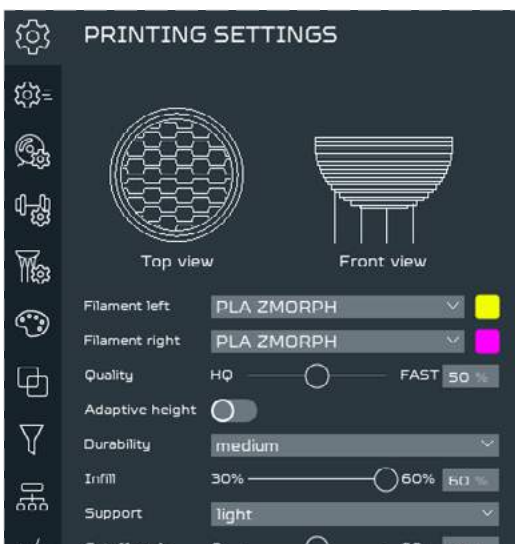 PRINTING SETTINGS
Top view Front view
Filament left PLA ZMORPH
Filament right PLA ZMORPH
Quality HQ FAST 50 %
Adaptive height
Durability medium
Infill 30% 60% 60 %
Support light